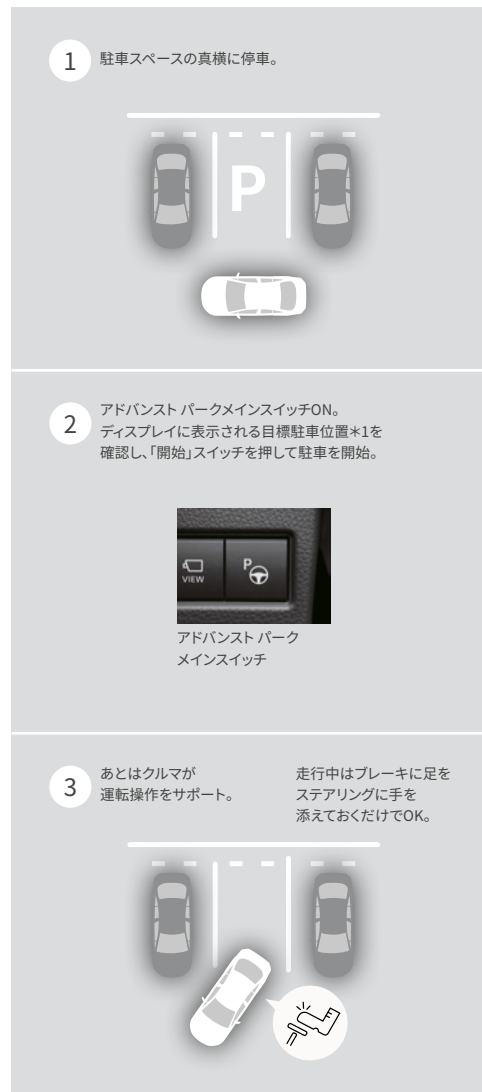 1
駐車スペースの真横に停車。
P
2
アドバンスト パークメインスイッチON。
ディスプレイに表示される目標駐車位置＊1を
確認し、「開始」スイッチを押して駐車を開始。
VIEW
P
アドバンスト パーク
メインスイッチ
3
あとはクルマが
運転操作をサポート。
走行中はブレーキに足を
ステアリングに手を
添えておくだけでOK。